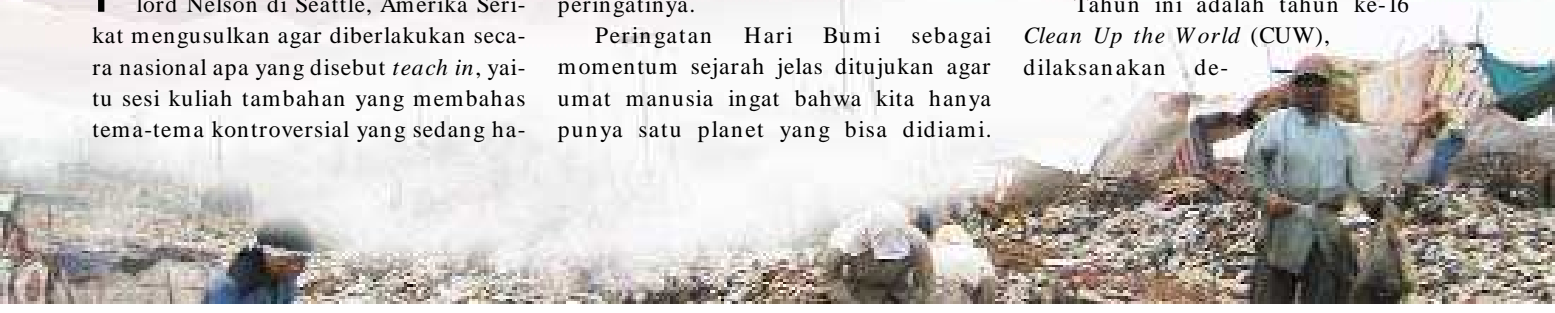 lord Nelson di Seattle, Amerika Seri-
kat mengusulkan agar diberlakukan seca-
ra nasional apa yang disebut teach in, yai-
tu sesi kuliah tambahan yang membahas
tema-tema kontroversial yang sedang ha-
peringatinya.
Peringatan Hari Bumi sebagai
momentum sejarah jelas ditujukan agar
umat manusia ingat bahwa kita hanya
punya satu planet yang bisa didiami.
Tahun ini adalah tahun ke-16
Clean Up the World (CUW),
dilaksanakan de-